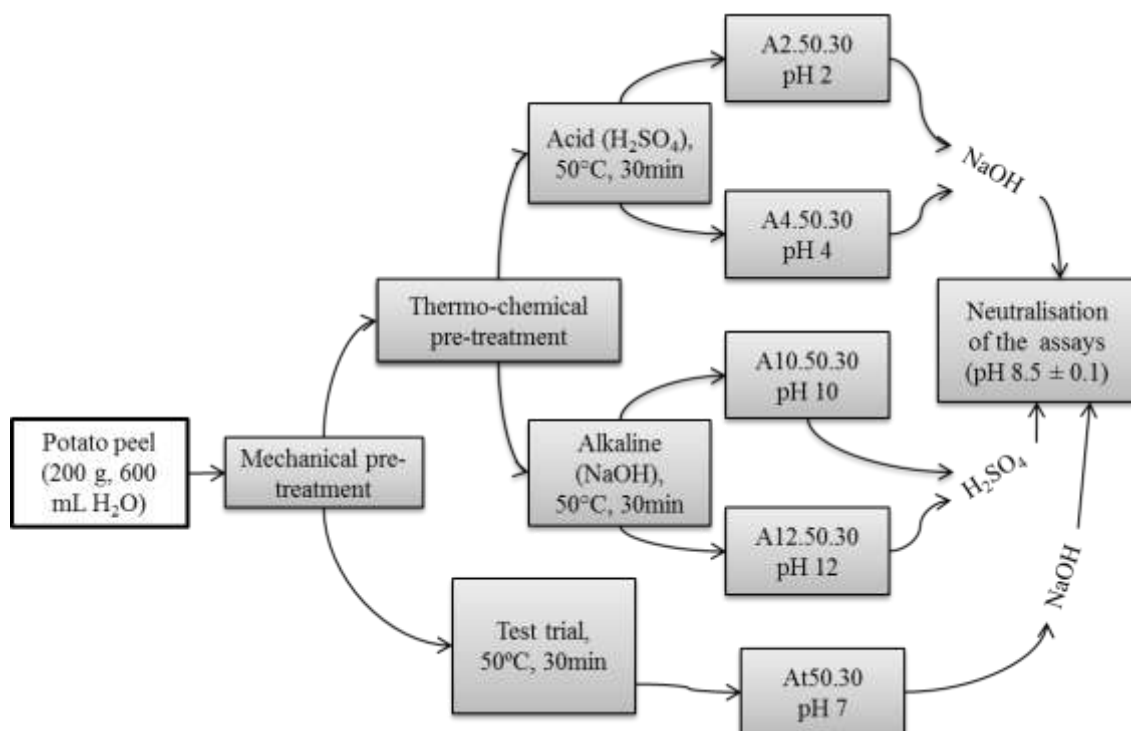 Potato peel
(200 g, 600
mL H₂O)
Mechanical pre-
treatment
Thermo-chemical
pre-treatment
Test trial,
50ºC, 30min
Acid (H₂SO₄),
50°C, 30min
Alkaline
(NaOH),
50°C, 30min
A2.50.30
pH 2
A4.50.30
pH 4
A10.50.30
pH 10
A12.50.30
pH 12
At50.30
pH 7
NaOH
H₂SO₄
NaOH
Neutralisation
of the assays
(pH 8.5 ± 0.1)